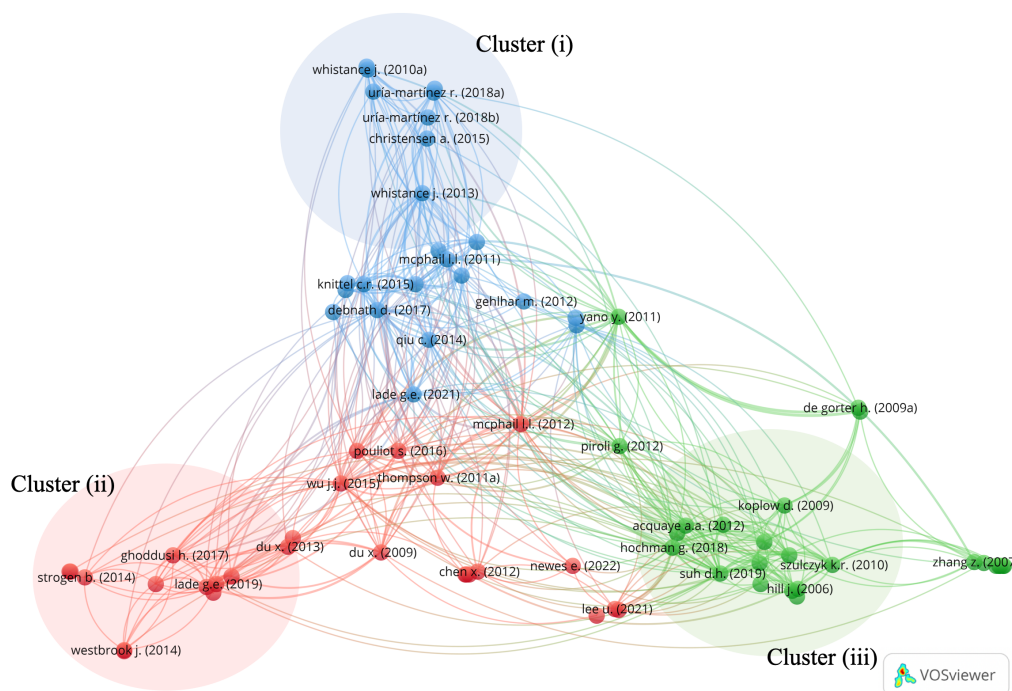 Cluster (i)
whistance j. (2010a)
uría-martínez r. (2018a)
uría-martínez r. (2018b)
christensen a. (2015)
whistance j. (2013)
mcphail l.l. (2011)
knittel c.r. (2015)
gehlhar m. (2012)
debnath d. (2017)
yano y. (2011)
qiu c. (2014)
lade g.e. (2021)
de gorter h. (2009a)
mcphail l.l. (2012)
pouliot s. (2016)
piroli g. (2012)
Cluster (ii)
wu j.j. (2015)
thompson w. (2011a)
koplow d. (2009)
acquaye a.a. (2012)
du x. (2013)
hochman g. (2018)
ghoddusi h. (2017)
du x. (2009)
strogen b. (2014)
lade g.e. (2019)
chen x. (2012)
newes e. (2022)
suh d.h. (2019)
szulczyk k.r. (2010)
zhang z. (2007
hill j. (2006)
lee u. (2021)
westbrook j. (2014)
Cluster (iii)
VOSviewer